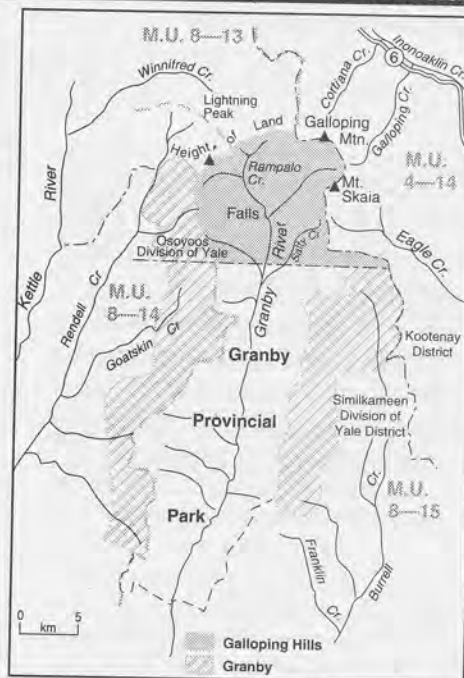 M.U. 8—13
Winnifred Cr.
Lightning
Peak
Height of Land
Rampalo
Cr.
Galloping
Mtn.
Cortiana Cr.
Galloping Cr.
Inonoaklin Cr.
6
M.U.
4—14
Mt.
Skaia
Eagle Cr.
Kettle River
Rendell Cr
Osoyoos
Division of Yale
Falls
Salty Cr.
Granby River
M.U.
8—14
Goatskin Cr
Granby
Provincial
Park
Kootenay
District
Similkameen
Division of
Yale District
M.U.
8—15
Burrell Cr.
Franklin
Cr.
0 5
km
Galloping Hills
Granby